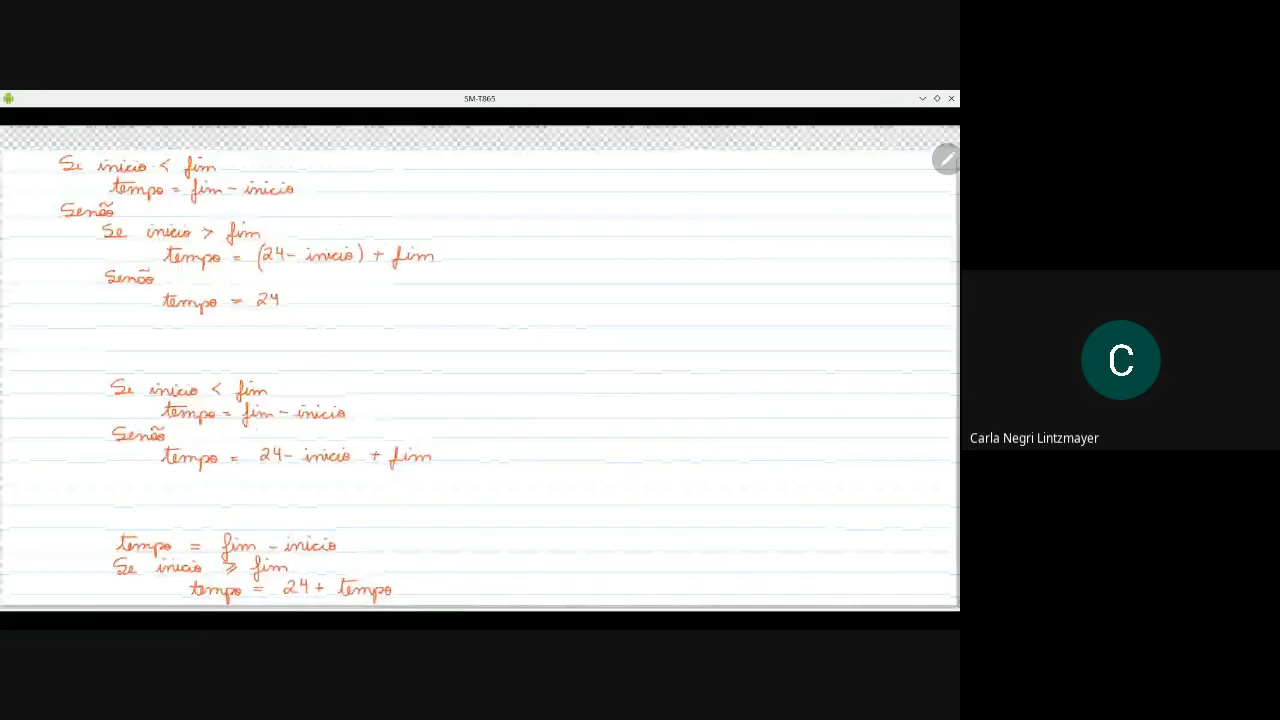 SM-T865
Se inicio < fim
tempo = fim - inicio
Senão
Se inicio > fim
tempo = (24 - inicio) + fim
Senão
tempo = 24
Se inicio < fim
tempo = fim - inicio
Senão
tempo = 24 - inicio + fim
tempo = fim - inicio
Se inicio ⩾ fim
tempo = 24 + tempo
C
Carla Negri Lintzmayer